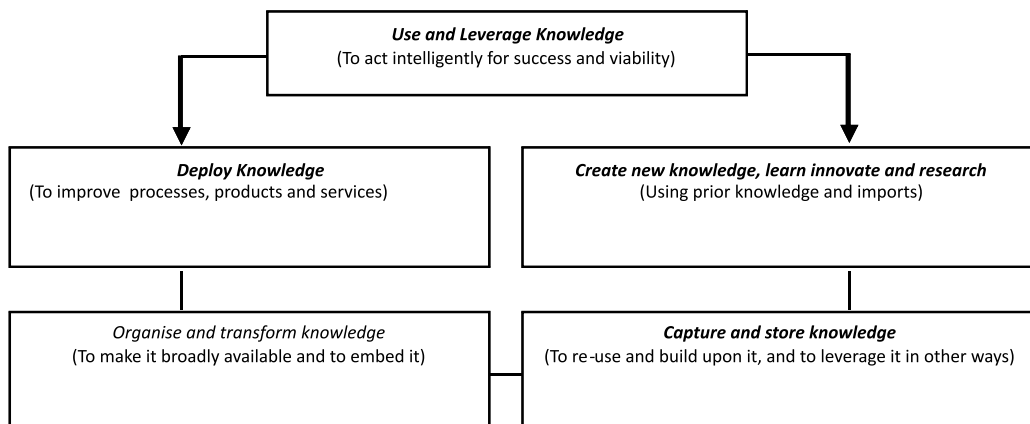 Use and Leverage Knowledge
(To act intelligently for success and viability)
Deploy Knowledge
(To improve processes, products and services)
Create new knowledge, learn innovate and research
(Using prior knowledge and imports)
Organise and transform knowledge
(To make it broadly available and to embed it)
Capture and store knowledge
(To re-use and build upon it, and to leverage it in other ways)